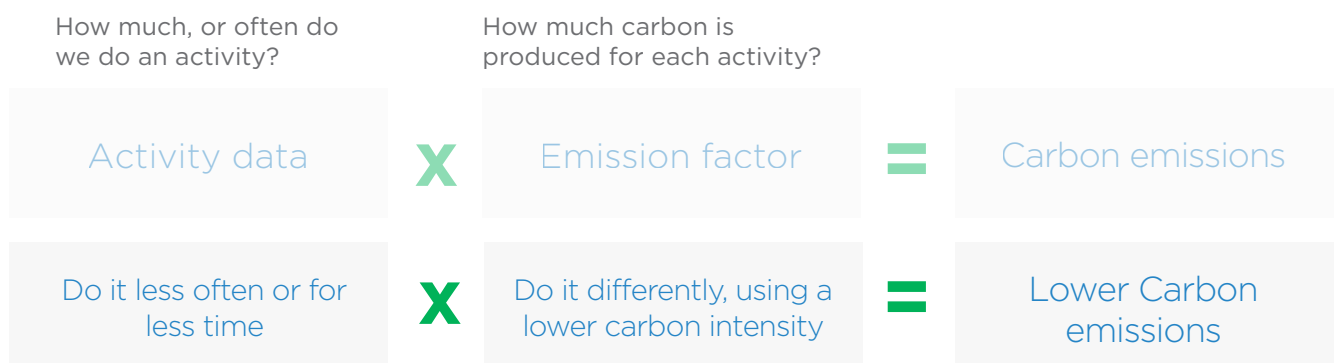 How much, or often do
we do an activity?
How much carbon is
produced for each activity?
Activity data
x
Emission factor
=
Carbon emissions
Do it less often or for
less time
x
Do it differently, using a
lower carbon intensity
=
Lower Carbon
emissions